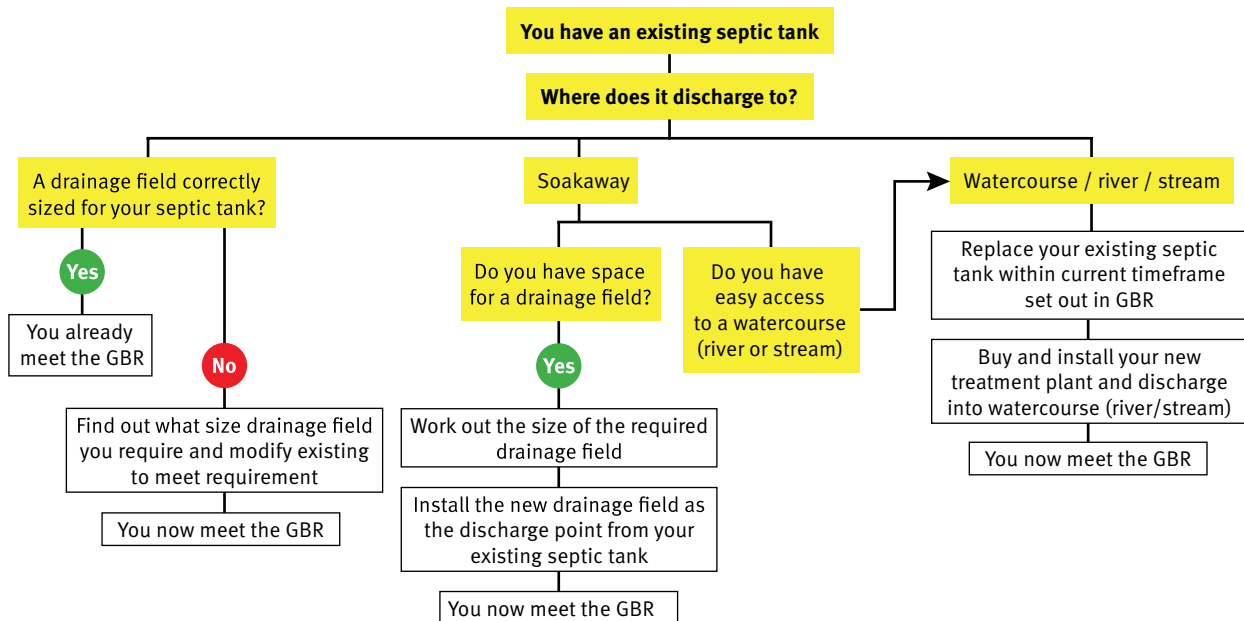 You have an existing septic tank
Where does it discharge to?
A drainage field correctly
sized for your septic tank?
Yes
You already
meet the GBR
No
Find out what size drainage field
you require and modify existing
to meet requirement
You now meet the GBR
Soakaway
Do you have space
for a drainage field?
Yes
Work out the size of the required
drainage field
Install the new drainage field as
the discharge point from your
existing septic tank
You now meet the GBR
Do you have
easy access
to a watercourse
(river or stream)
Watercourse / river / stream
Replace your existing septic
tank within current timeframe
set out in GBR
Buy and install your new
treatment plant and discharge
into watercourse (river/stream)
You now meet the GBR